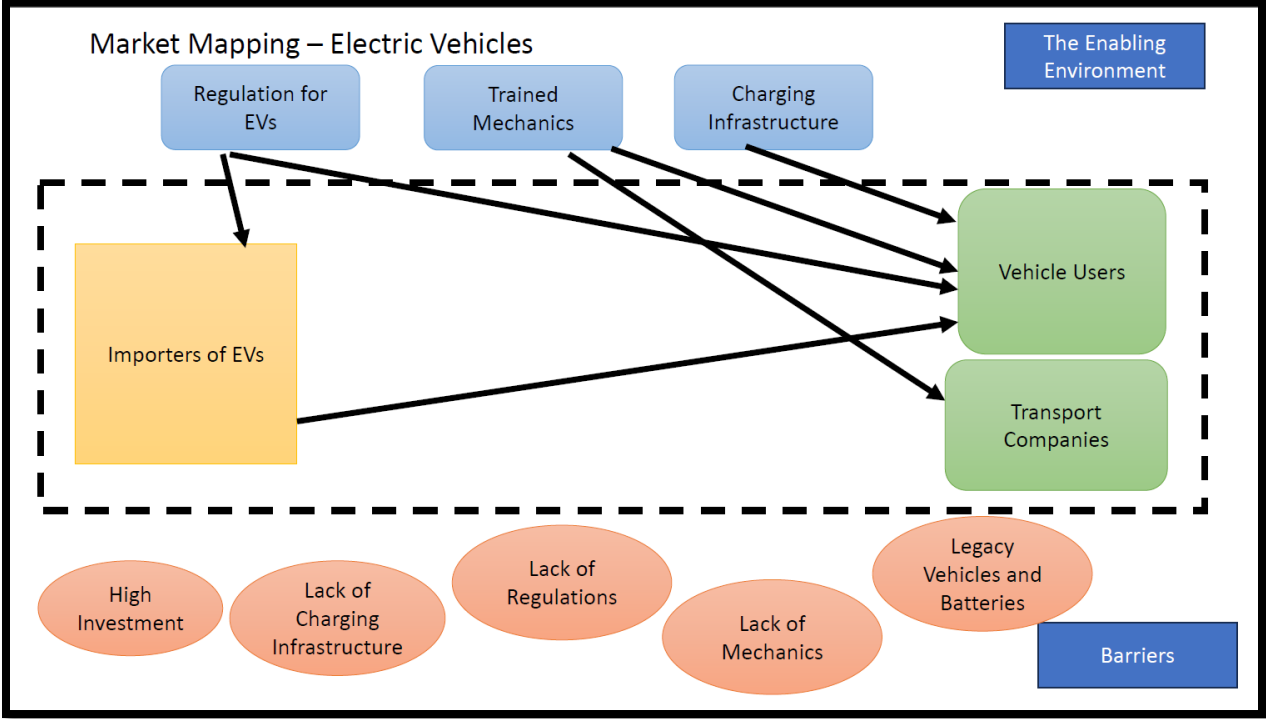 Market Mapping – Electric Vehicles
The Enabling
Environment
Regulation for
EVs
Trained
Mechanics
Charging
Infrastructure
Vehicle Users
Importers of EVs
Transport
Companies
High
Investment
Lack of
Charging
Infrastructure
Lack of
Regulations
Lack of
Mechanics
Legacy
Vehicles and
Batteries
Barriers